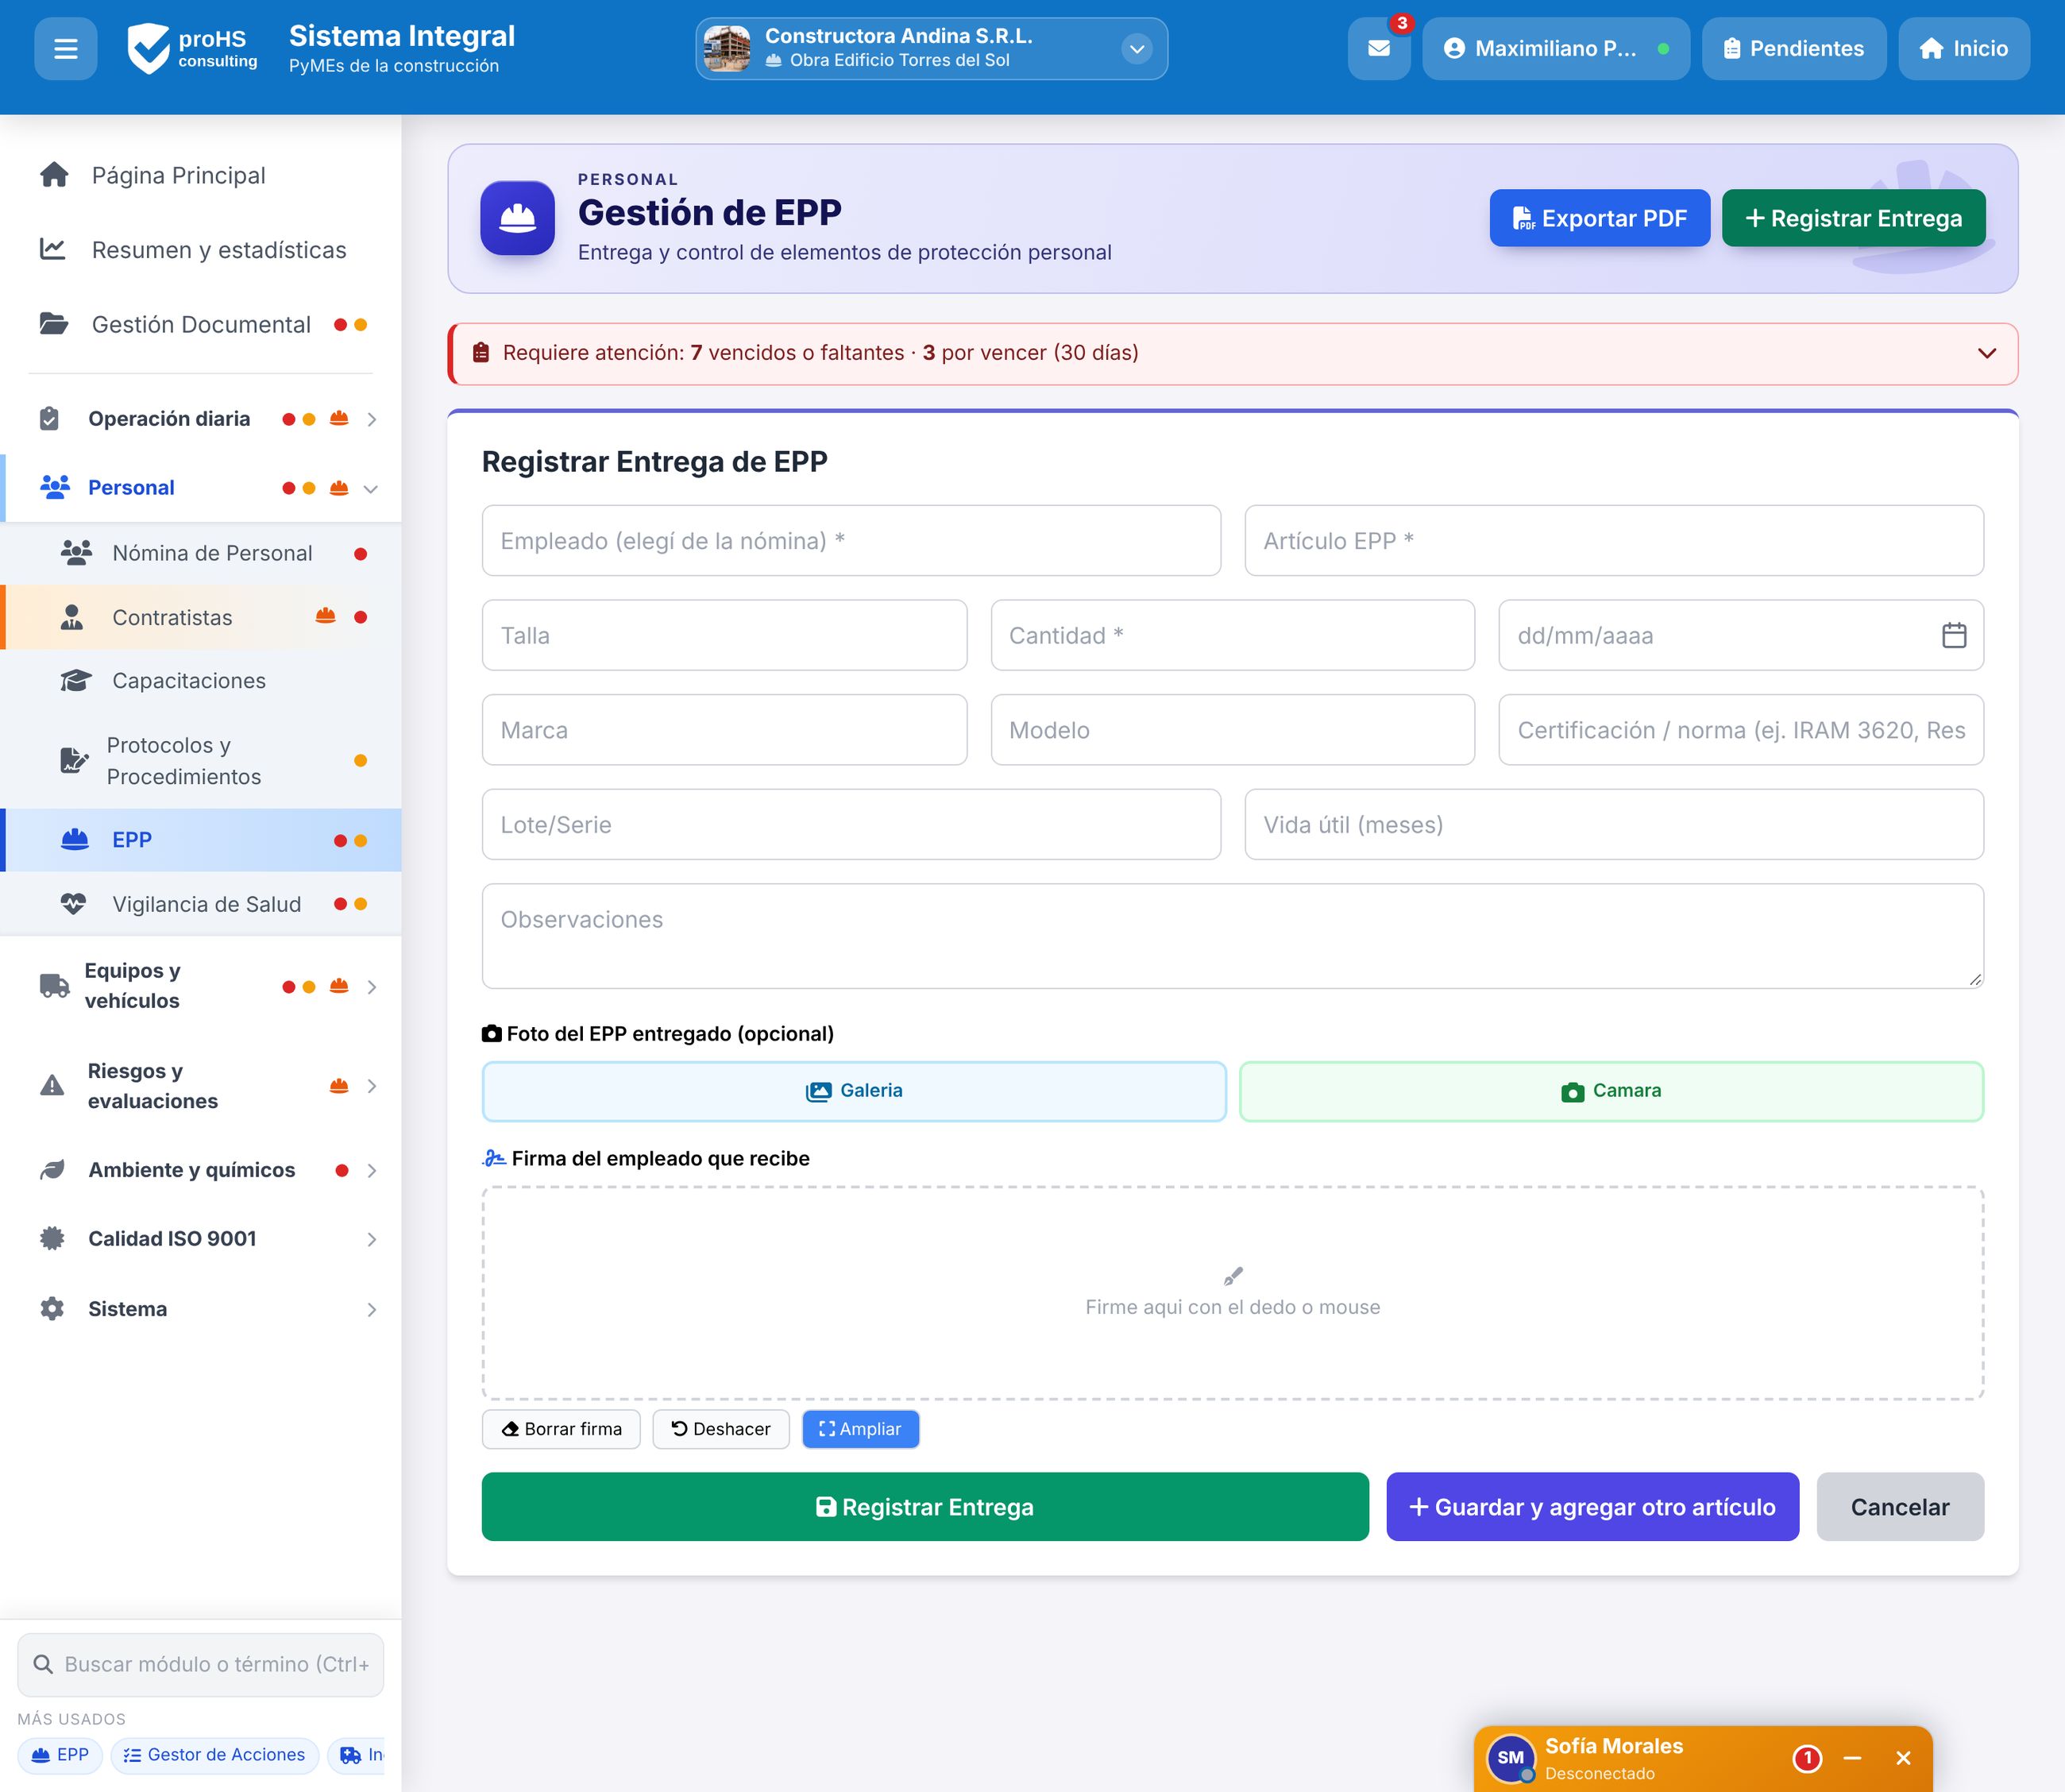 proHS
consulting
Sistema Integral
PyMEs de la construcción
Constructora Andina S.R.L.
Obra Edificio Torres del Sol
3
Maximiliano P...
Pendientes
Inicio
Página Principal
Resumen y estadísticas
Gestión Documental
Operación diaria
Personal
Nómina de Personal
Contratistas
Capacitaciones
Protocolos y
Procedimientos
EPP
Vigilancia de Salud
Equipos y
vehículos
Riesgos y
evaluaciones
Ambiente y químicos
Calidad ISO 9001
Sistema
Buscar módulo o término (Ctrl+
MÁS USADOS
EPP
Gestor de Acciones
In
PERSONAL
Gestión de EPP
Entrega y control de elementos de protección personal
PDF Exportar PDF
Registrar Entrega
Requiere atención: 7 vencidos o faltantes · 3 por vencer (30 días)
Registrar Entrega de EPP
Empleado (elegí de la nómina) *
Artículo EPP *
Talla
Cantidad *
dd/mm/aaaa
Marca
Modelo
Certificación / norma (ej. IRAM 3620, Res
Lote/Serie
Vida útil (meses)
Observaciones
Foto del EPP entregado (opcional)
Galeria
Camara
Firma del empleado que recibe
Firme aqui con el dedo o mouse
Borrar firma
Deshacer
Ampliar
Registrar Entrega
Guardar y agregar otro artículo
Cancelar
SM
Sofía Morales
Desconectado
1